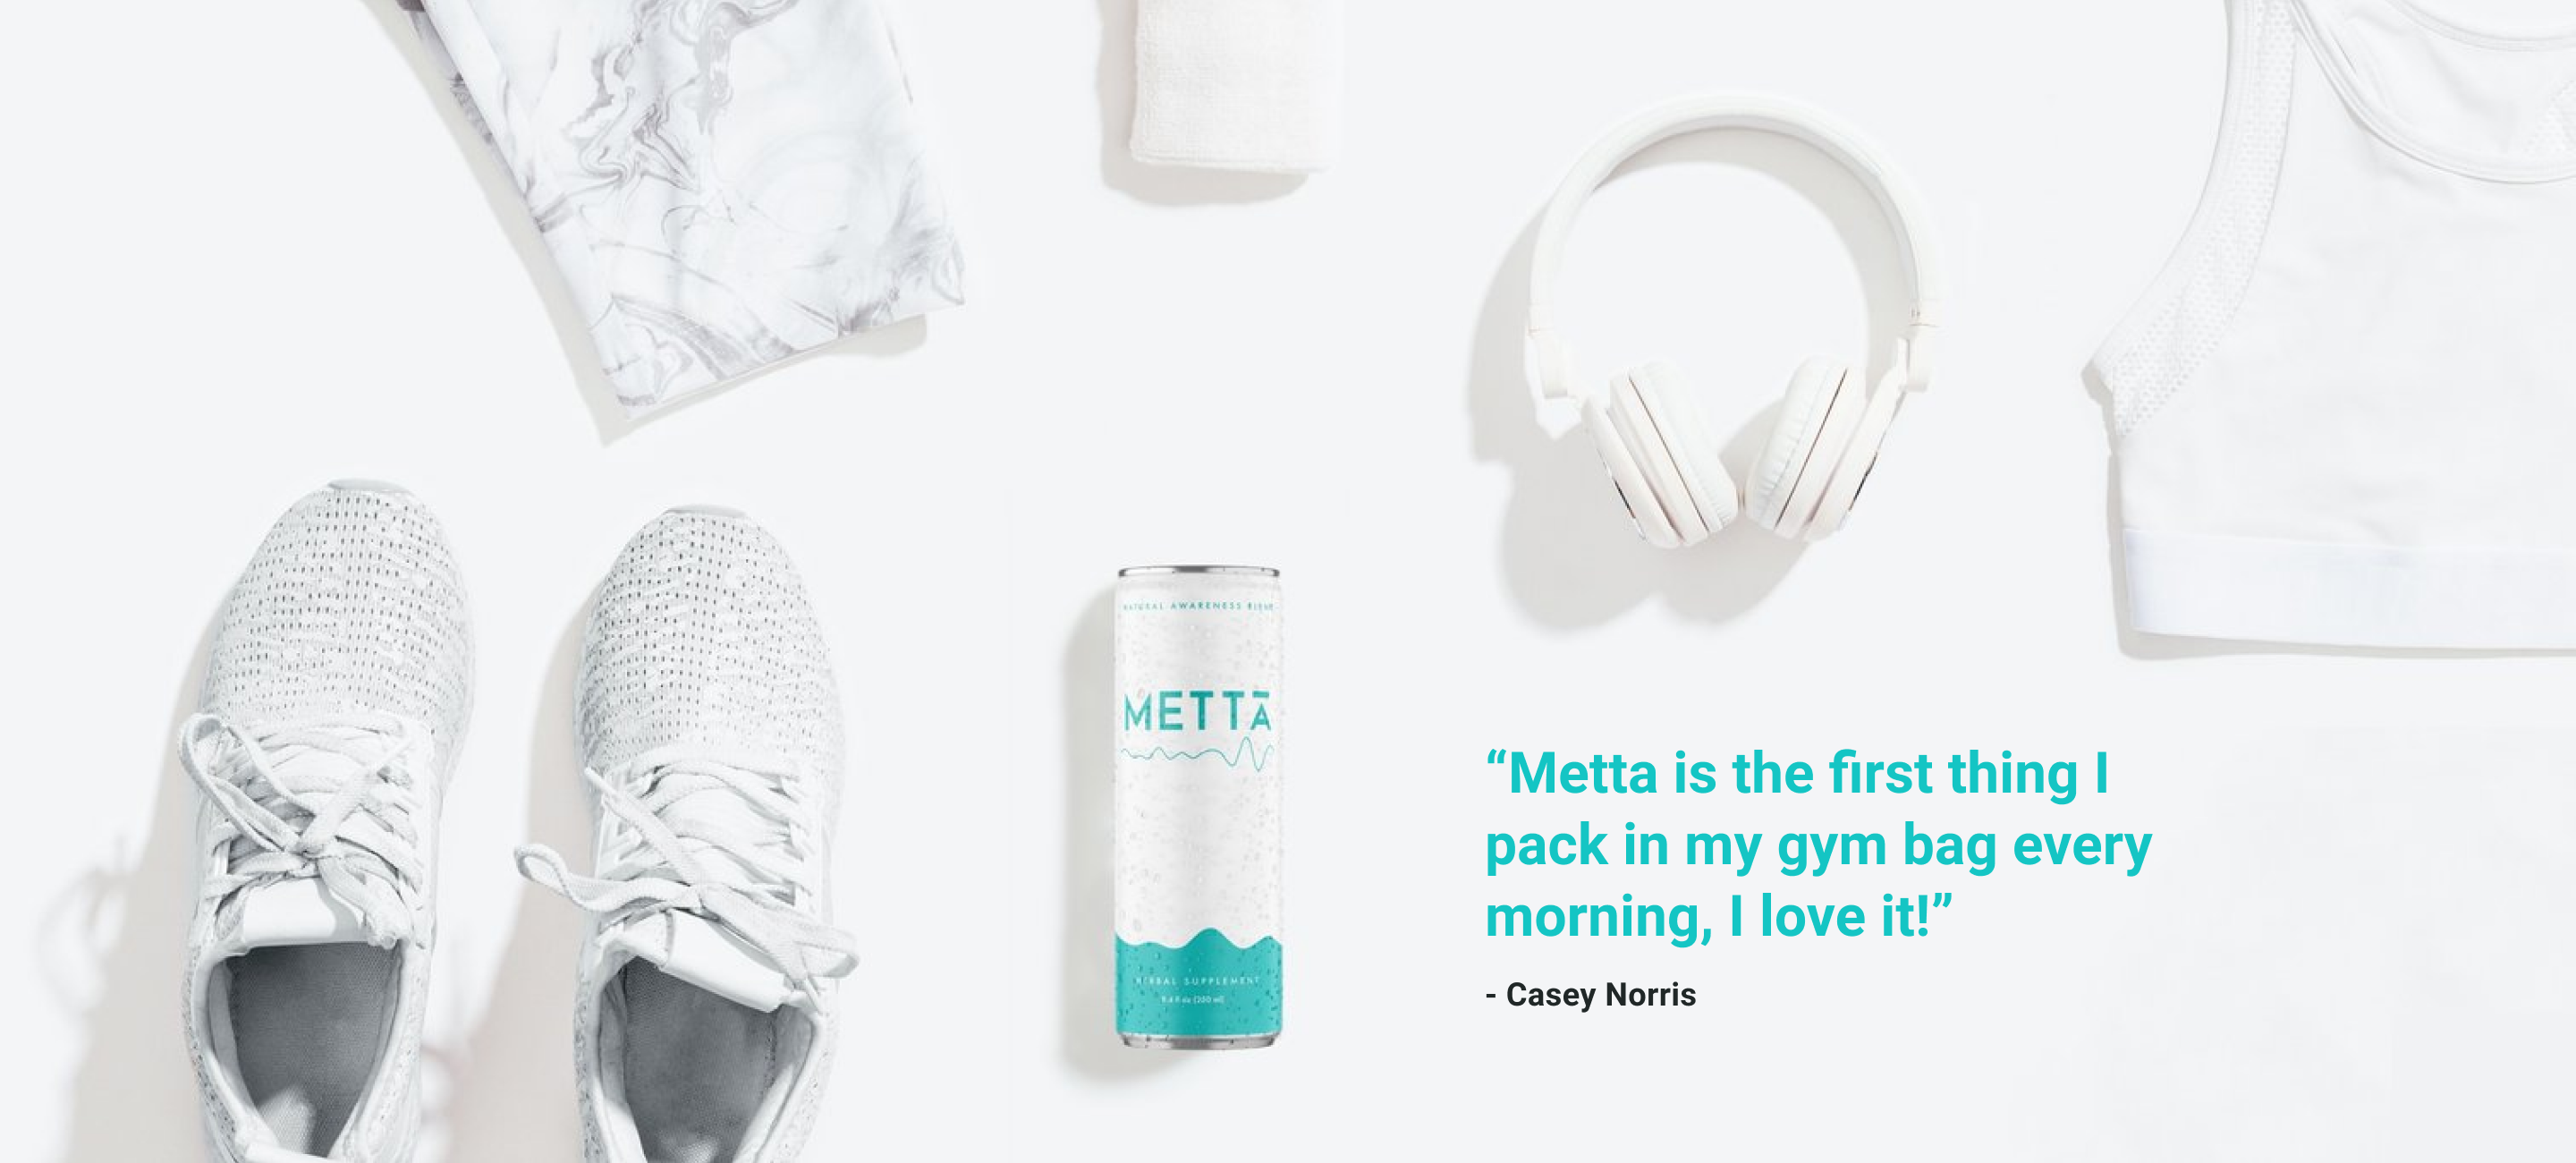 NATURAL AWARENESS BLEND
METTĀ
HERBAL SUPPLEMENT
8.4 fl oz (250 ml)
“Metta is the first thing I
pack in my gym bag every
morning, I love it!”
- Casey Norris